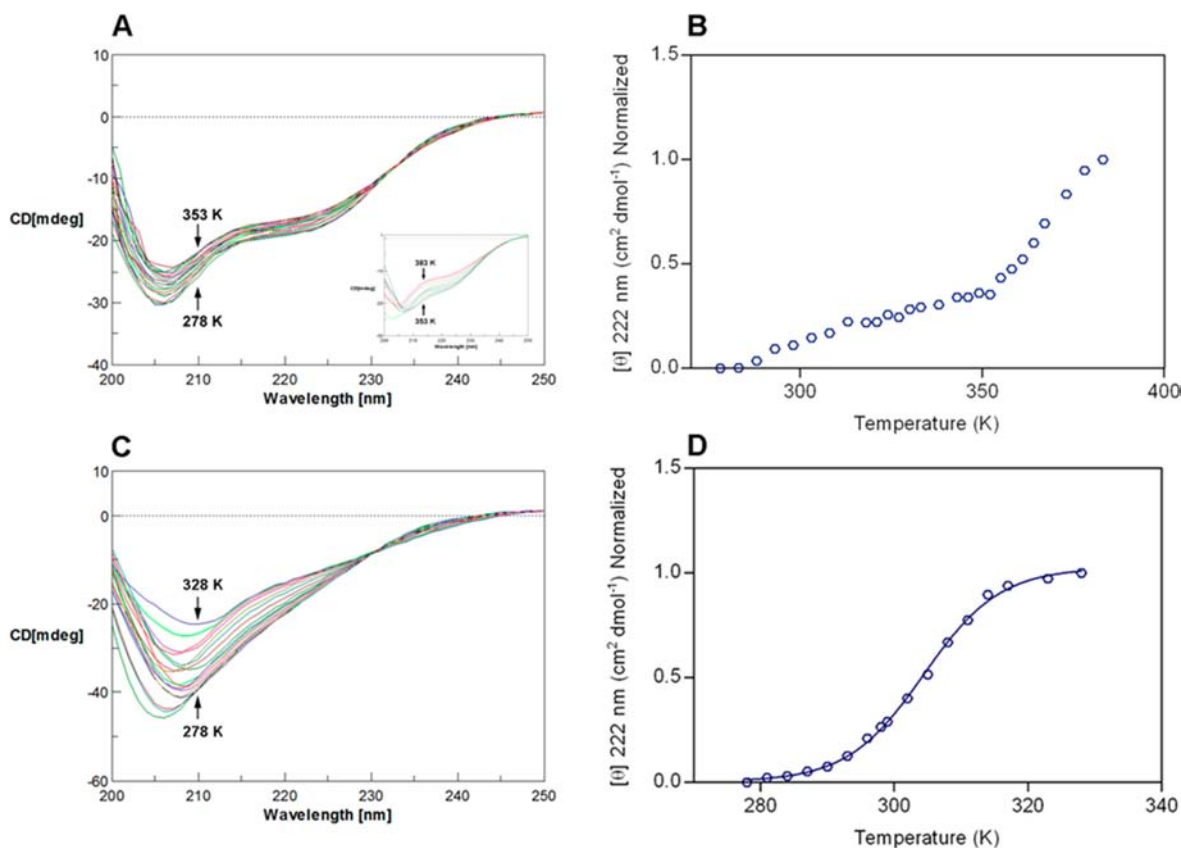 A
10
0
-10
CD[mdeg]
-20
-30
-40
353 K
278 K
383 K
353 K
200
210
220
230
240
250
Wavelength [nm]
B
[θ] 222 nm (cm² dmol⁻¹) Normalized
1.5
1.0
0.5
0.0
300
350
400
Temperature (K)
C
10
0
CD[mdeg]
-20
-40
-60
328 K
278 K
200
210
220
230
240
250
Wavelength [nm]
D
[θ] 222 nm (cm² dmol⁻¹) Normalized
1.5
1.0
0.5
0.0
280
300
320
340
Temperature (K)